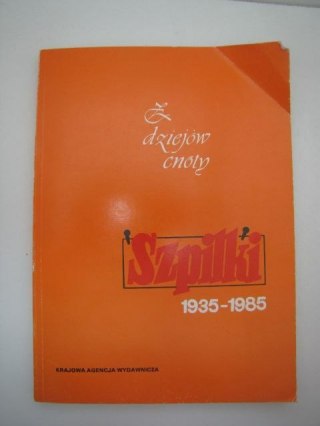 Z
dziejów
cnoty
Szpilki
1935-1985
KRAJOWA AGENCJA WYDAWNICZA